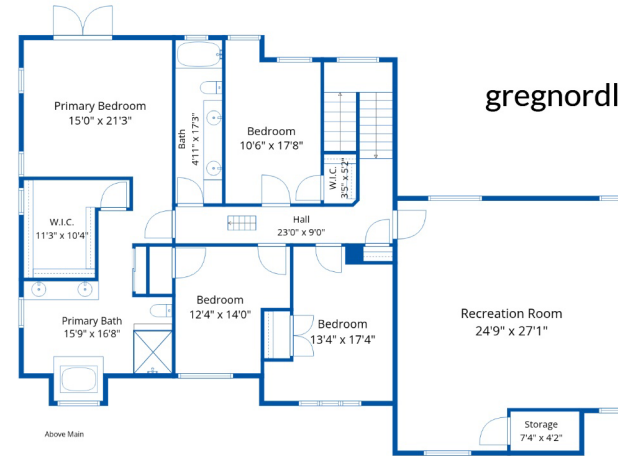 gregnordl
Primary Bedroom
15'0" x 21'3"
Bath
4'11" x 17'3"
Bedroom
10'6" x 17'8"
W.I.C.
3'5" x 5'2"
W.I.C.
11'3" x 10'4"
Hall
23'0" x 9'0"
Bedroom
12'4" x 14'0"
Primary Bath
15'9" x 16'8"
Bedroom
13'4" x 17'4"
Recreation Room
24'9" x 27'1"
Storage
7'4" x 4'2"
Above Main